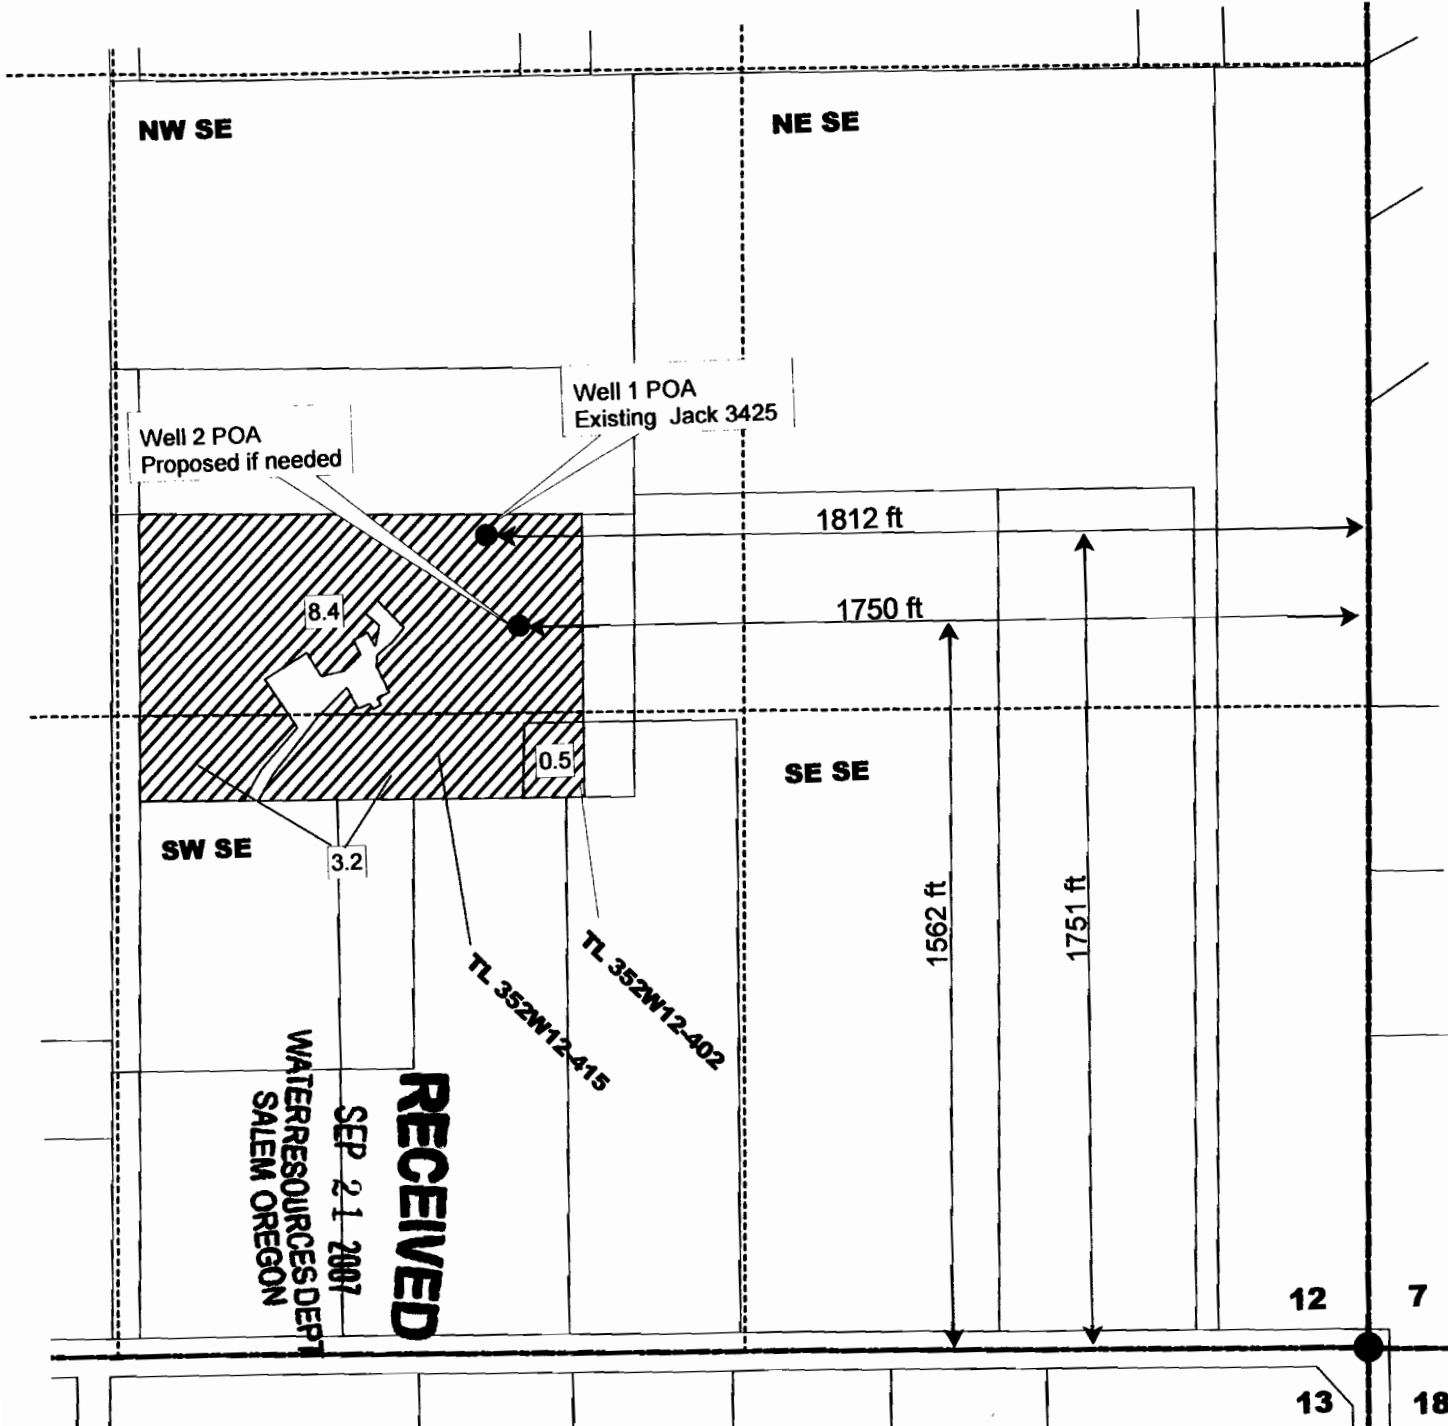 NW SE
NE SE
Well 1 POA
Existing Jack 3425
Well 2 POA
Proposed if needed
1812 ft
1750 ft
8.4
0.5
SE SE
SW SE
3.2
1562 ft
1751 ft
TL 352W12-415
TL 352W12-402
RECEIVED
SEP 21 2007
WATER RESOURCES DEPT
SALEM OREGON
12
7
13
18